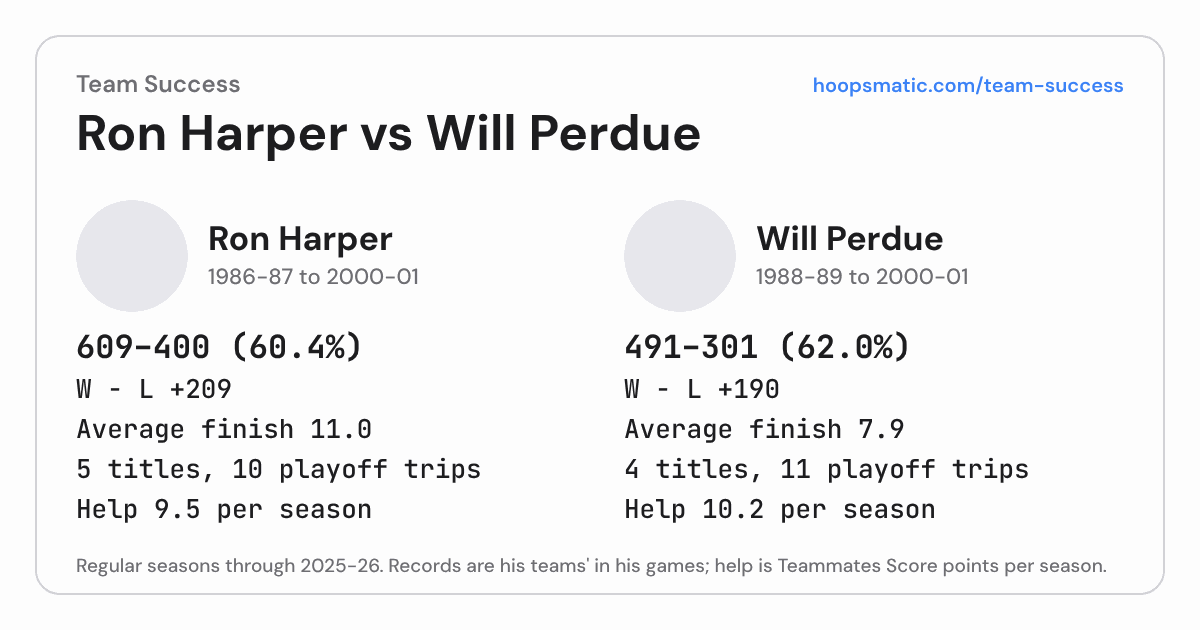 Team Success
hoopsmatic.com/team-success
Ron Harper vs Will Perdue
Ron Harper
1986-87 to 2000-01
609-400 (60.4%)
W - L +209
Average finish 11.0
5 titles, 10 playoff trips
Help 9.5 per season
Will Perdue
1988-89 to 2000-01
491-301 (62.0%)
W - L +190
Average finish 7.9
4 titles, 11 playoff trips
Help 10.2 per season
Regular seasons through 2025-26. Records are his teams' in his games; help is Teammates Score points per season.